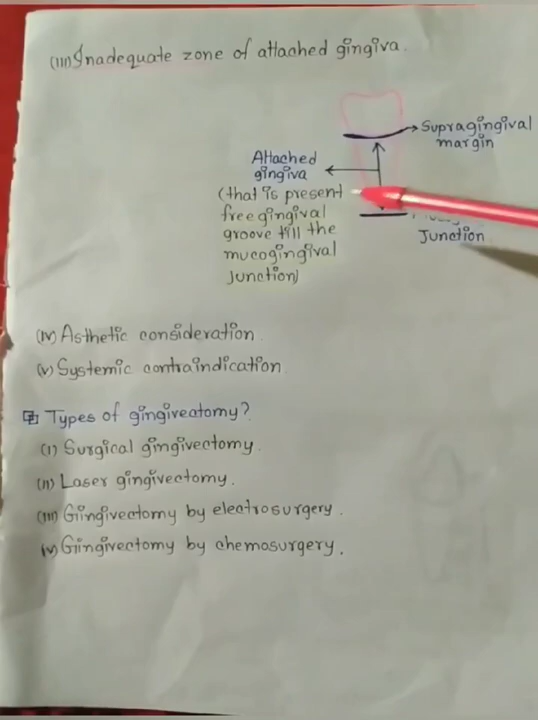 (III) Inadequate zone of attached gingiva.
Supragingival
margin
Attached
gingiva
(that is present
free gingival
groove till the
mucogingival
junction)
Junction
(IV) Asthetic consideration.
(V) Systemic contraindication
Types of gingivectomy?
(I) Surgical gingivectomy.
(II) Laser gingivectomy.
(III) Giingivectomy by electrosurgery.
(IV) Giingivectomy by chemosurgery.